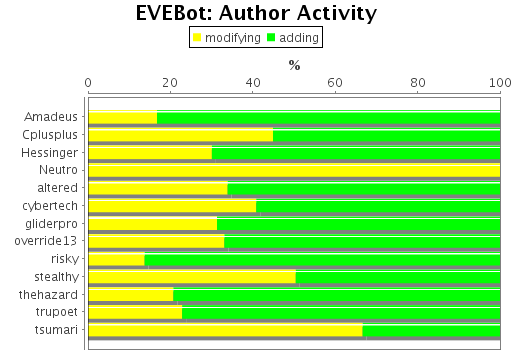 EVEBot: Author Activity
modifying adding
%
0 20 40 60 80 100
Amadeus
Cplusplus
Hessinger
Neutro
altered
cybertech
gliderpro
override13
risky
stealthy
thehazard
trupoet
tsumari